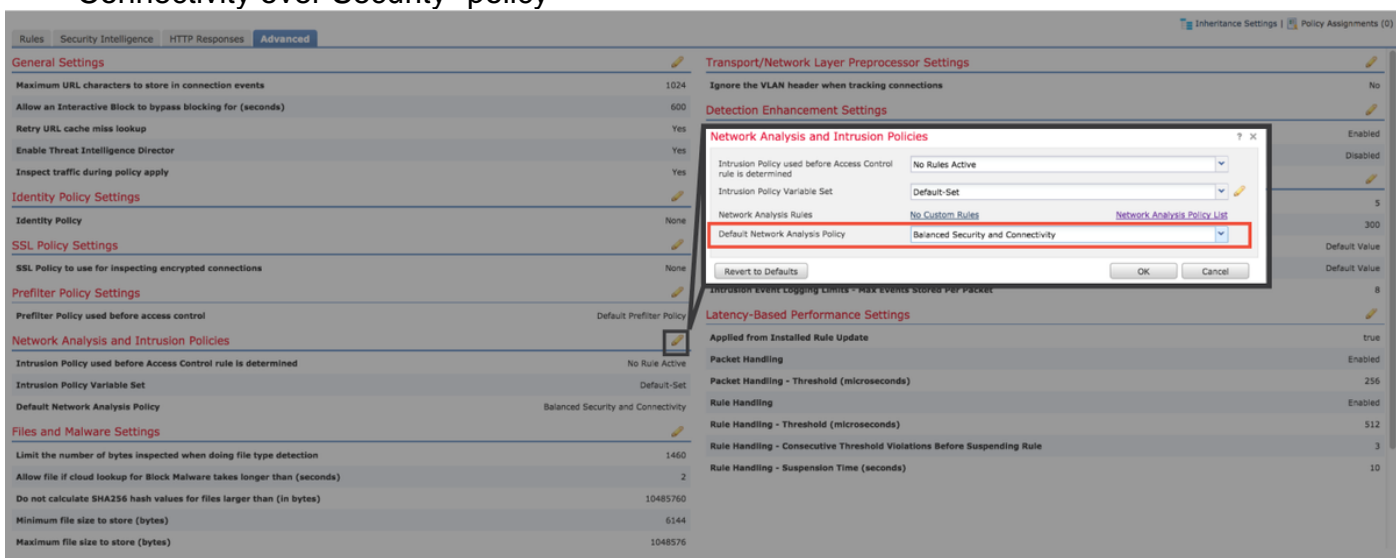 Connectivity over Security" policy
Inheritance Settings | Policy Assignments (0)
Rules Security Intelligence HTTP Responses Advanced
General Settings
Maximum URL characters to store in connection events 1024
Allow an Interactive Block to bypass blocking for (seconds) 600
Retry URL cache miss lookup Yes
Enable Threat Intelligence Director Yes
Inspect traffic during policy apply Yes
Identity Policy Settings
Identity Policy None
SSL Policy Settings
SSL Policy to use for inspecting encrypted connections None
Prefilter Policy Settings
Prefilter Policy used before access control Default Prefilter Policy
Network Analysis and Intrusion Policies
Intrusion Policy used before Access Control rule is determined No Rule Active
Intrusion Policy Variable Set Default-Set
Default Network Analysis Policy Balanced Security and Connectivity
Files and Malware Settings
Limit the number of bytes inspected when doing file type detection 1460
Allow file if cloud lookup for Block Malware takes longer than (seconds) 2
Do not calculate SHA256 hash values for files larger than (in bytes) 10485760
Minimum file size to store (bytes) 6144
Maximum file size to store (bytes) 1048576
Transport/Network Layer Preprocessor Settings
Ignore the VLAN header when tracking connections No
Detection Enhancement Settings
Enabled
Disabled
5
300
Default Value
Default Value
Network Analysis and Intrusion Policies ? ×
Intrusion Policy used before Access Control
rule is determined
No Rules Active
Intrusion Policy Variable Set Default-Set
Network Analysis Rules No Custom Rules Network Analysis Policy List
Default Network Analysis Policy Balanced Security and Connectivity
Revert to Defaults OK Cancel
Intrusion Event Logging Limits - Max Events Stored Per Packet 8
Latency-Based Performance Settings
Applied from Installed Rule Update true
Packet Handling Enabled
Packet Handling - Threshold (microseconds) 256
Rule Handling Enabled
Rule Handling - Threshold (microseconds) 512
Rule Handling - Consecutive Threshold Violations Before Suspending Rule 3
Rule Handling - Suspension Time (seconds) 10